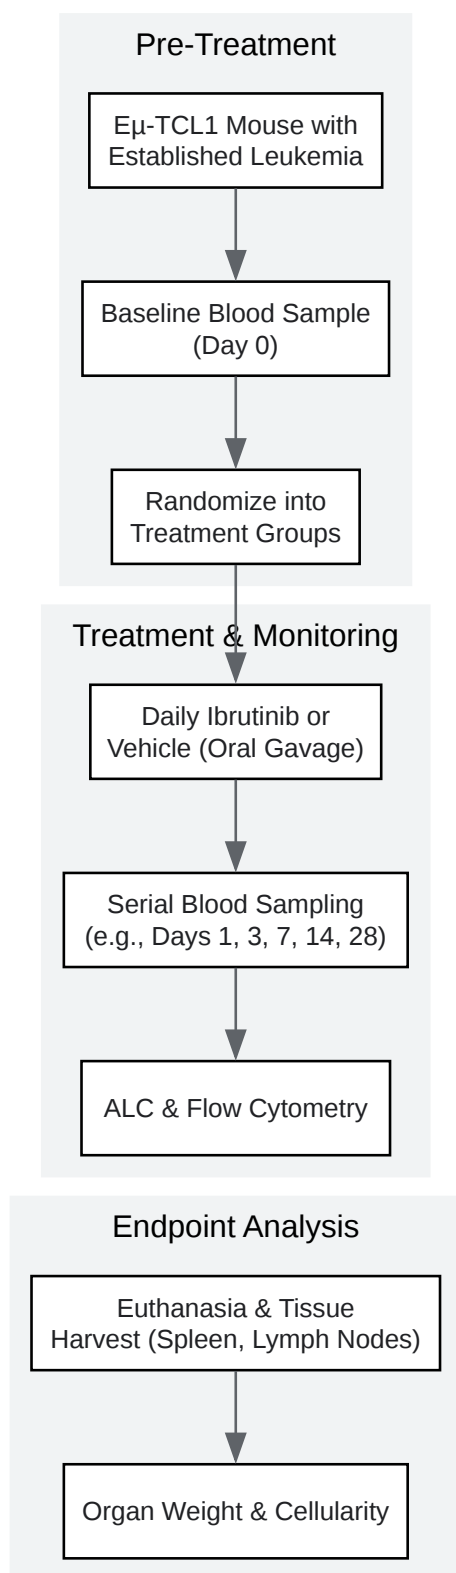 Pre-Treatment
Eµ-TCL1 Mouse with
Established Leukemia
Baseline Blood Sample
(Day 0)
Randomize into
Treatment Groups
Treatment & Monitoring
Daily Ibrutinib or
Vehicle (Oral Gavage)
Serial Blood Sampling
(e.g., Days 1, 3, 7, 14, 28)
ALC & Flow Cytometry
Endpoint Analysis
Euthanasia & Tissue
Harvest (Spleen, Lymph Nodes)
Organ Weight & Cellularity